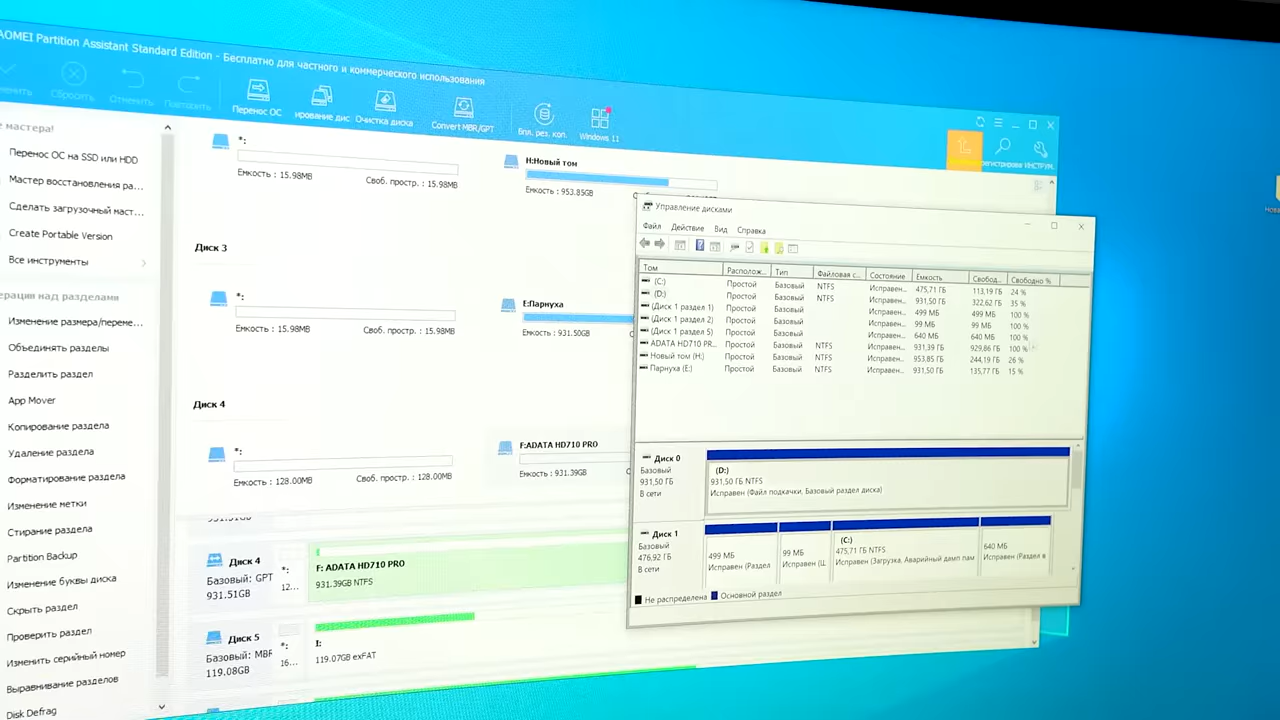 AOMEI Partition Assistant Standard Edition - Бесплатно для частного и коммерческого использования
Сбросить Отменить Повторить Перенос ОС ирование дис Очистка диска Convert MBR/GPT Бпл. рез. коп. Windows 11
егистрирова ИНСТРУМ.
е мастера!
Перенос ОС на SSD или HDD
Мастер восстановления ра...
Сделать загрузочный маст...
Create Portable Version
Все инструменты
ерации над разделами
Изменение размера/переме...
Объединять разделы
Разделить раздел
App Mover
Копирование раздела
Удаление раздела
Форматирование раздела
Изменение метки
Стирание раздела
Partition Backup
Изменение буквы диска
Скрыть раздел
Проверить раздел
Изменить серийный номер
Выравнивание разделов
Disk Defrag
*:
Емкость : 15.98MB Своб. простр. : 15.98MB
H:Новый том
Емкость : 953.85GB
Диск 3
*:
Емкость : 15.98MB Своб. простр. : 15.98MB
E:Парнуха
Емкость : 931.50GB
Диск 4
*:
Емкость : 128.00MB Своб. простр. : 128.00MB
F:ADATA HD710 PRO
Емкость : 931.39GB
931.51GB
Диск 4
Базовый: GPT
931.51GB
*:
12...
F: ADATA HD710 PRO
931.39GB NTFS
Диск 5
Базовый: MBR
119.08GB
*:
16...
I:
119.07GB exFAT
Управление дисками
Файл Действие Вид Справка
Том Располож... Тип Файловая с... Состояние Емкость Свобод... Свободно %
(C:) Простой Базовый NTFS Исправен... 475,71 ГБ 113,19 ГБ 24 %
(D:) Простой Базовый NTFS Исправен... 931,50 ГБ 322,62 ГБ 35 %
(Диск 1 раздел 1) Простой Базовый Исправен... 499 МБ 499 МБ 100 %
(Диск 1 раздел 2) Простой Базовый Исправен... 99 МБ 99 МБ 100 %
(Диск 1 раздел 5) Простой Базовый Исправен... 640 МБ 640 МБ 100 %
ADATA HD710 PR... Простой Базовый NTFS Исправен... 931,39 ГБ 929,86 ГБ 100 %
Новый том (H:) Простой Базовый NTFS Исправен... 953,85 ГБ 244,19 ГБ 26 %
Парнуха (E:) Простой Базовый NTFS Исправен... 931,50 ГБ 135,77 ГБ 15 %
Диск 0
Базовый
931,50 ГБ
В сети
(D:)
931,50 ГБ NTFS
Исправен (Файл подкачки, Базовый раздел диска)
Диск 1
Базовый
476,92 ГБ
В сети
499 МБ
Исправен (Раздел
99 МБ
Исправен (Ш
(C:)
475,71 ГБ NTFS
Исправен (Загрузка, Аварийный дамп пам
640 МБ
Исправен (Раздел в
Не распределена Основной раздел